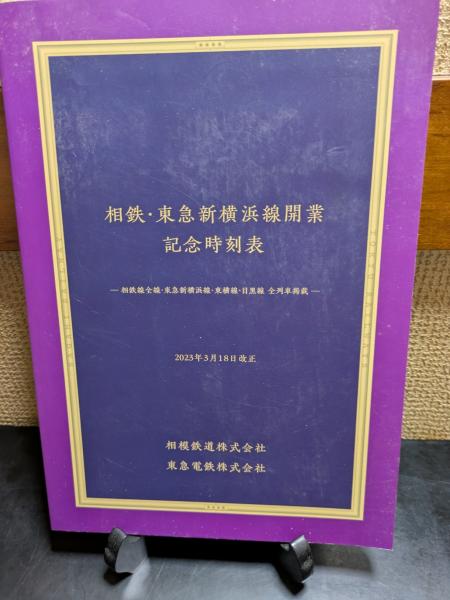 相鉄・東急新横浜線開業
記念時刻表
― 相鉄線全線・東急新横浜線・東横線・目黒線 全列車掲載 ―
2023年3月18日改正
相模鉄道株式会社
東急電鉄株式会社